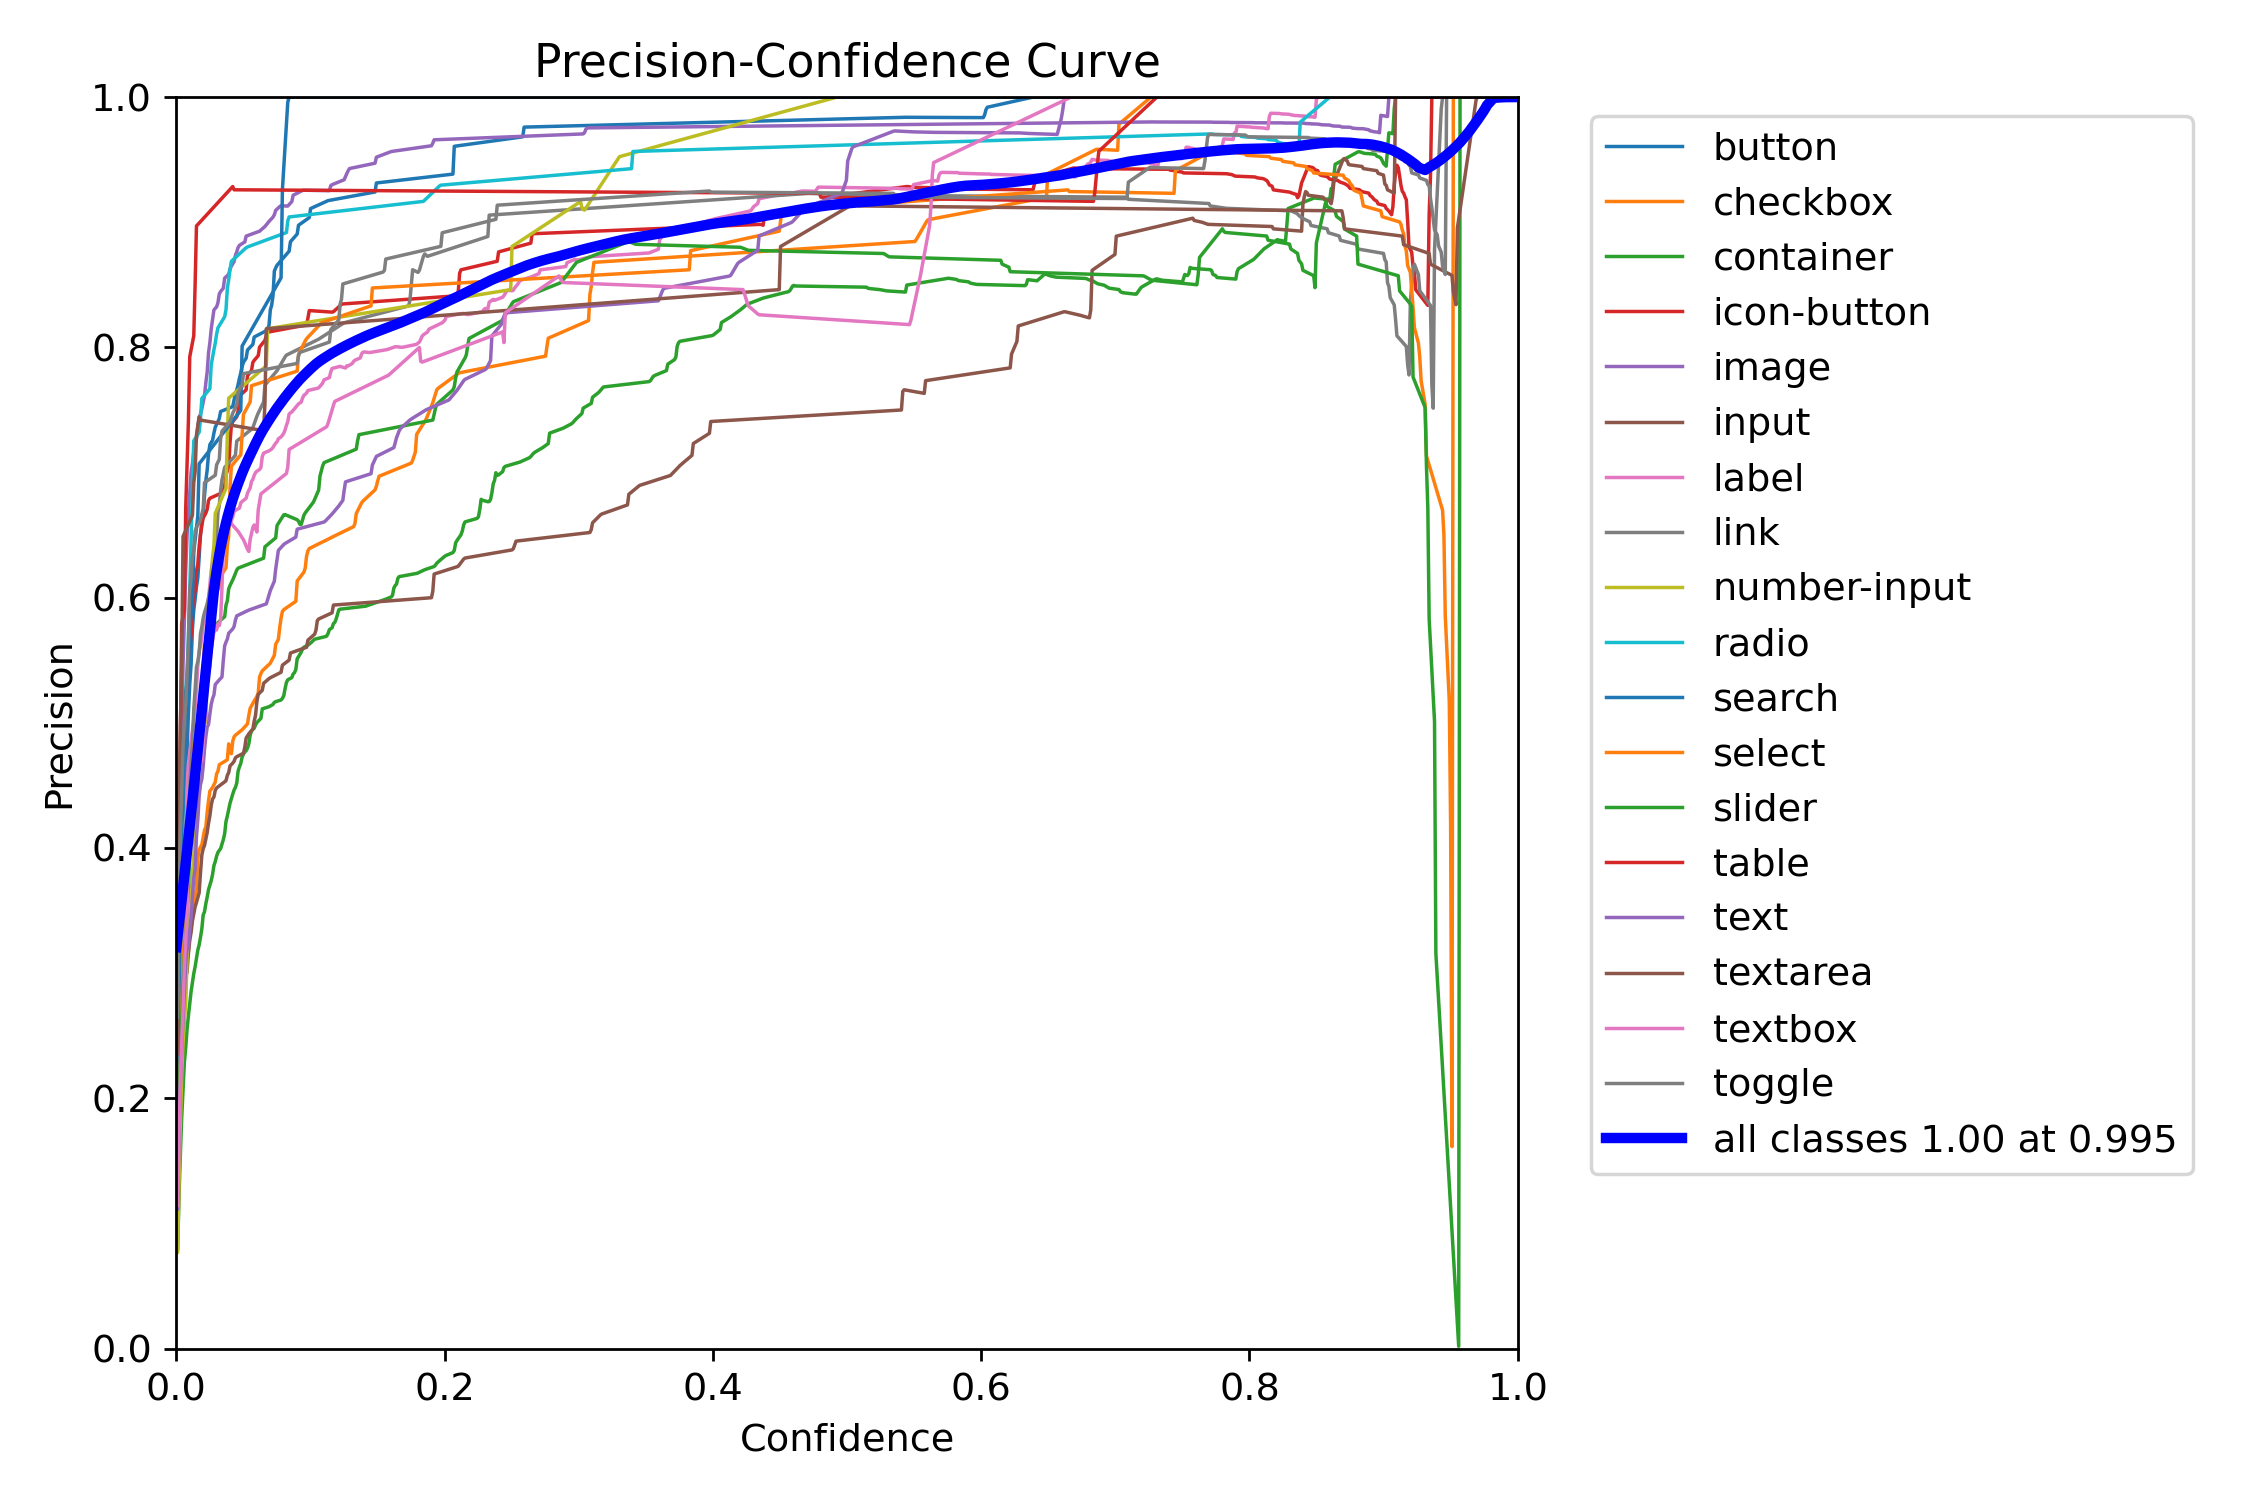 Precision-Confidence Curve
1.0
0.8
0.6
0.4
0.2
0.0
Precision
0.0 0.2 0.4 0.6 0.8 1.0
Confidence
button
checkbox
container
icon-button
image
input
label
link
number-input
radio
search
select
slider
table
text
textarea
textbox
toggle
all classes 1.00 at 0.995